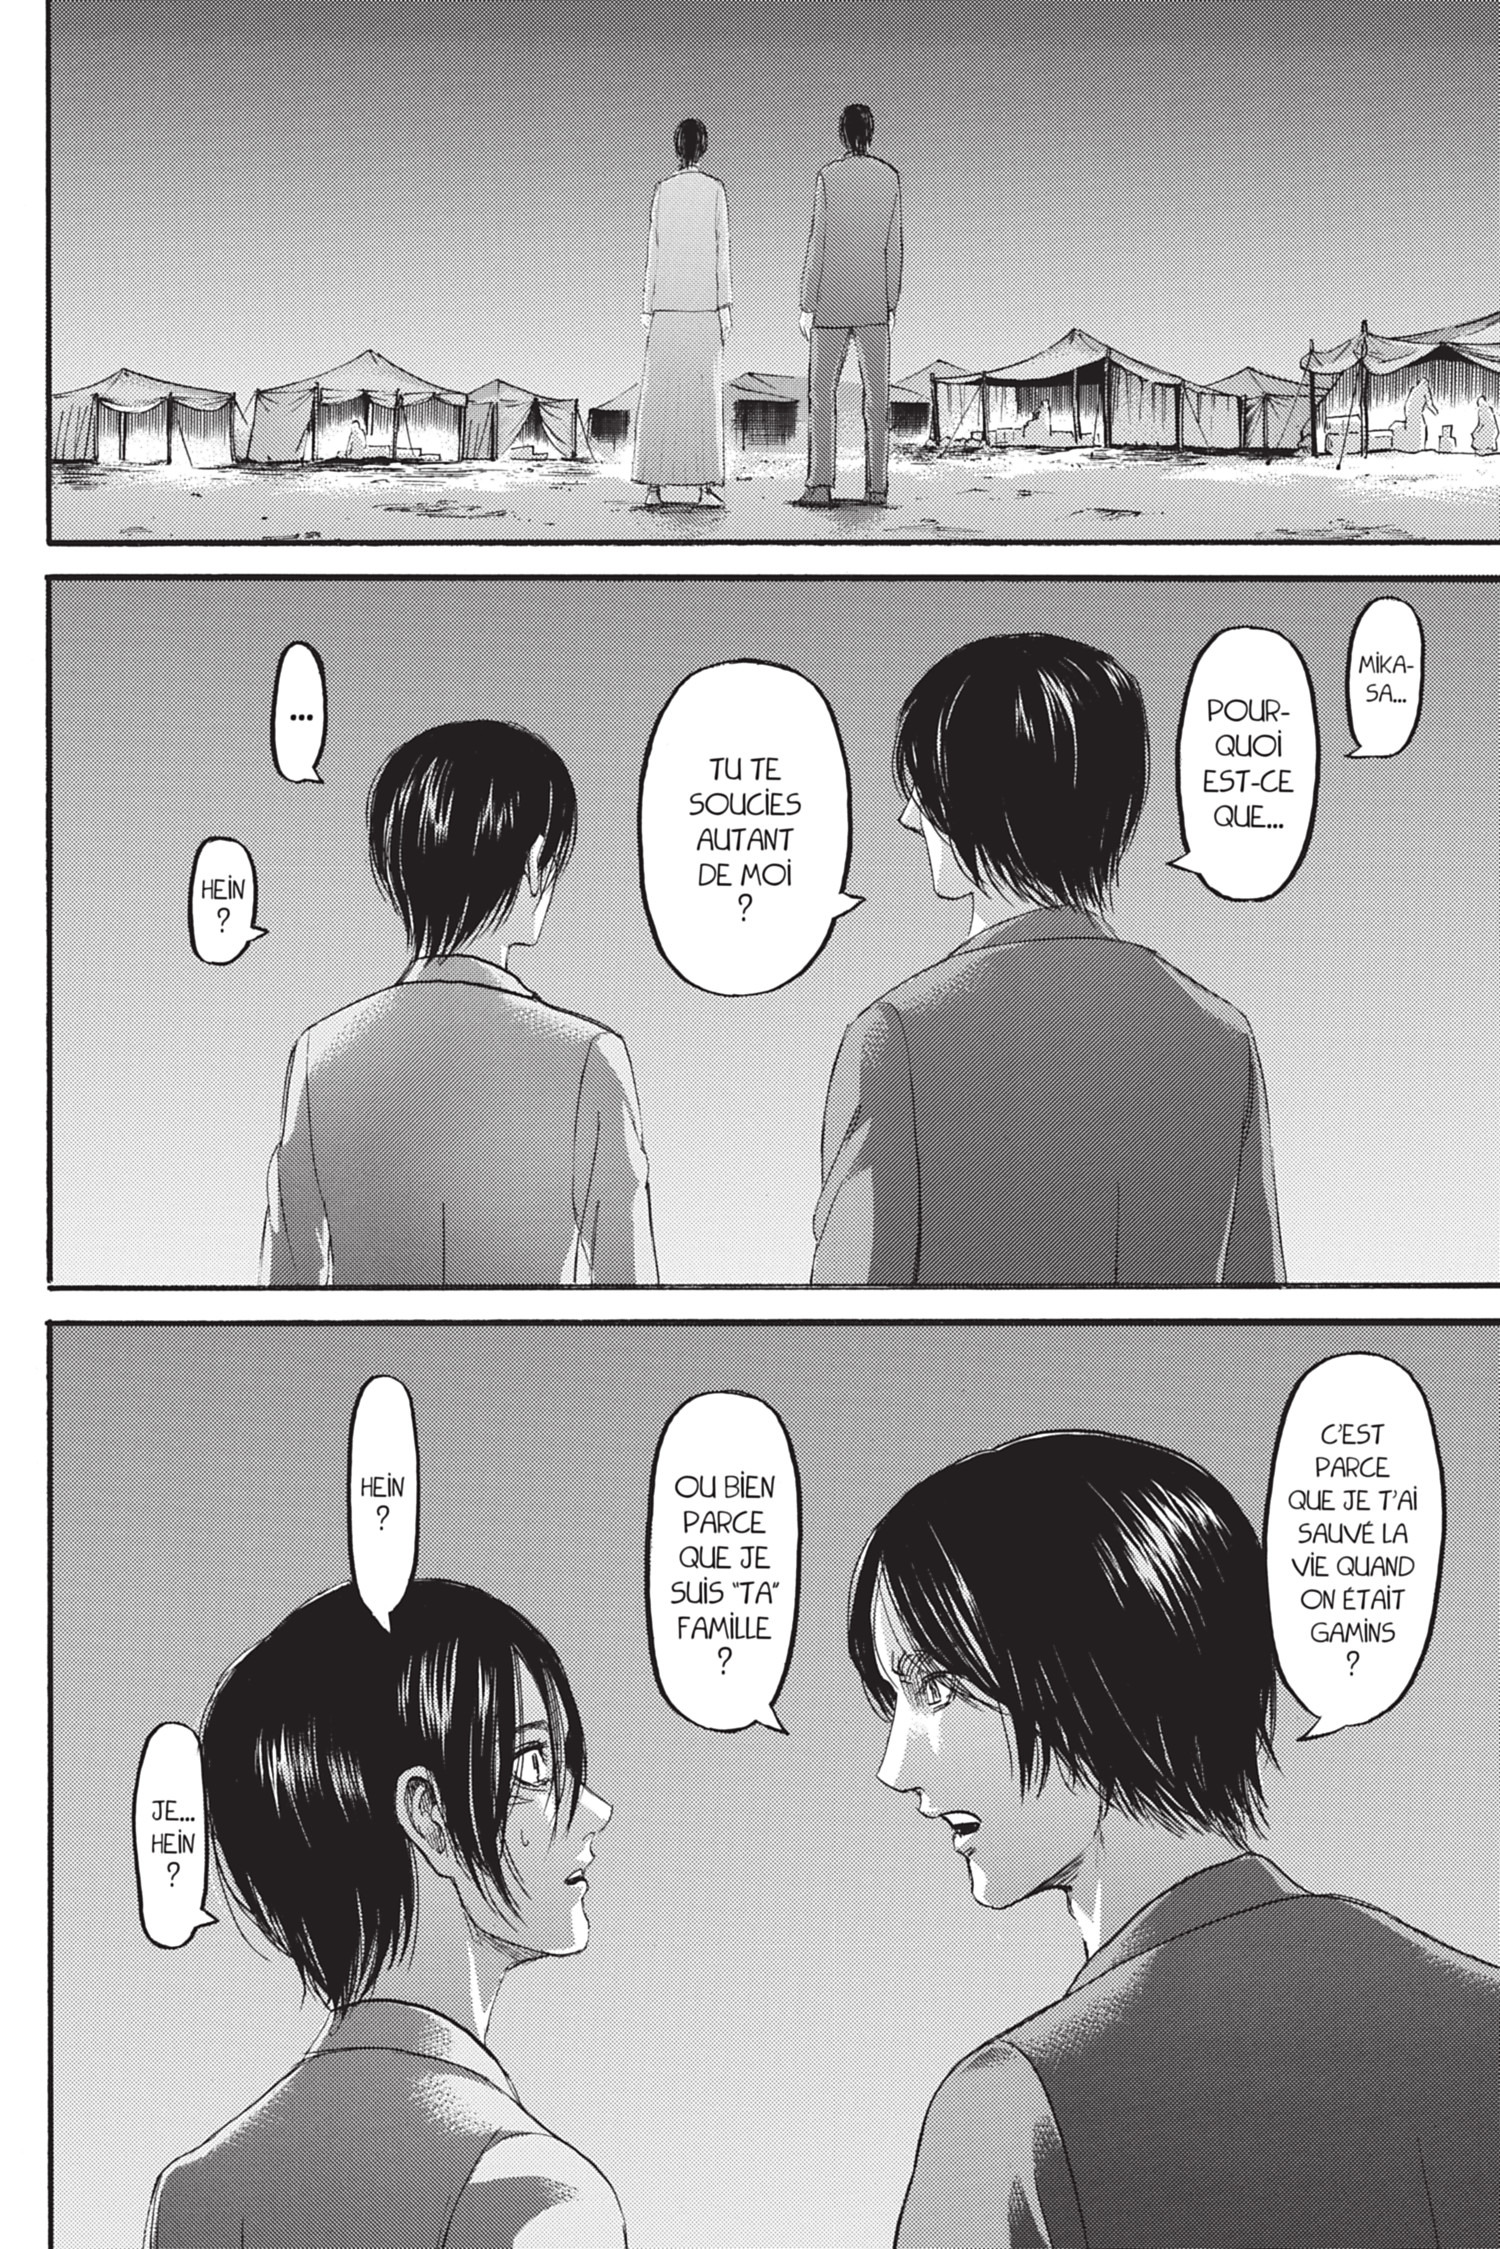 MIKA-
SA...
POUR-
QUOI
EST-CE
QUE...
TU TE
SOUCIES
AUTANT
DE MOI
?
...
HEIN
?
C'EST
PARCE
QUE JE T'AI
SAUVÉ LA
VIE QUAND
ON ÉTAIT
GAMINS
?
OU BIEN
PARCE
QUE JE
SUIS "TA"
FAMILLE
?
HEIN
?
JE...
HEIN
?